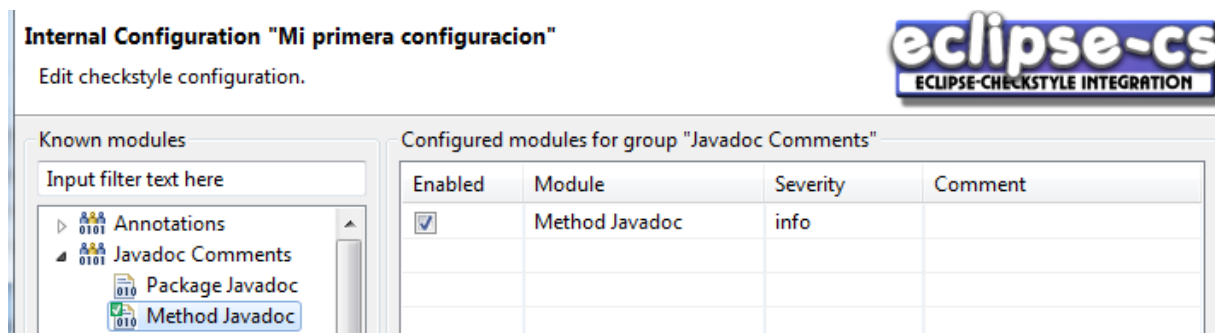 Internal Configuration "Mi primera configuracion"
Edit checkstyle configuration.
eclipse-cs
ECLIPSE-CHECKSTYLE INTEGRATION
Known modules
Input filter text here
Annotations
Javadoc Comments
Package Javadoc
Method Javadoc
Configured modules for group "Javadoc Comments"
Enabled Module Severity Comment
Method Javadoc info